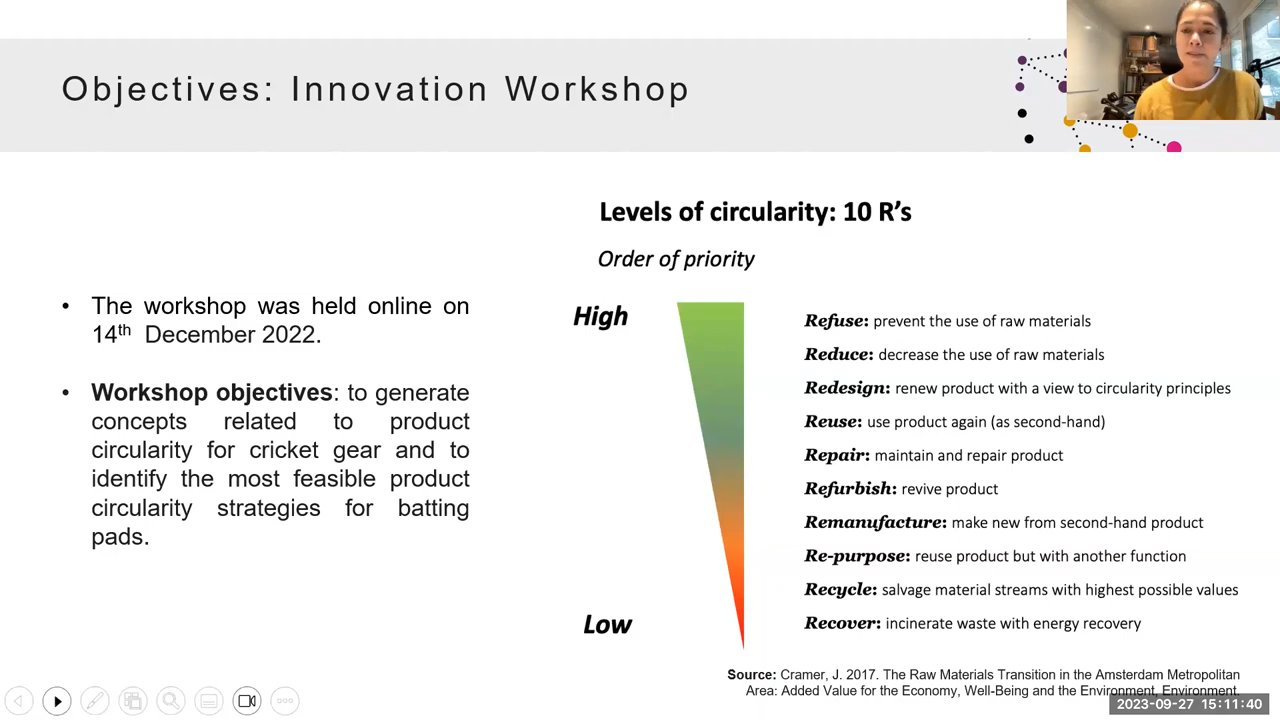 Objectives: Innovation Workshop
• The workshop was held online on
14th December 2022.
• Workshop objectives: to generate
concepts related to product
circularity for cricket gear and to
identify the most feasible product
circularity strategies for batting
pads.
Levels of circularity: 10 R’s
Order of priority
High
Low
Refuse: prevent the use of raw materials
Reduce: decrease the use of raw materials
Redesign: renew product with a view to circularity principles
Reuse: use product again (as second-hand)
Repair: maintain and repair product
Refurbish: revive product
Remanufacture: make new from second-hand product
Re-purpose: reuse product but with another function
Recycle: salvage material streams with highest possible values
Recover: incinerate waste with energy recovery
Source: Cramer, J. 2017. The Raw Materials Transition in the Amsterdam Metropolitan
Area: Added Value for the Economy, Well-Being and the Environment, Environment.
2023-09-27 15:11:40